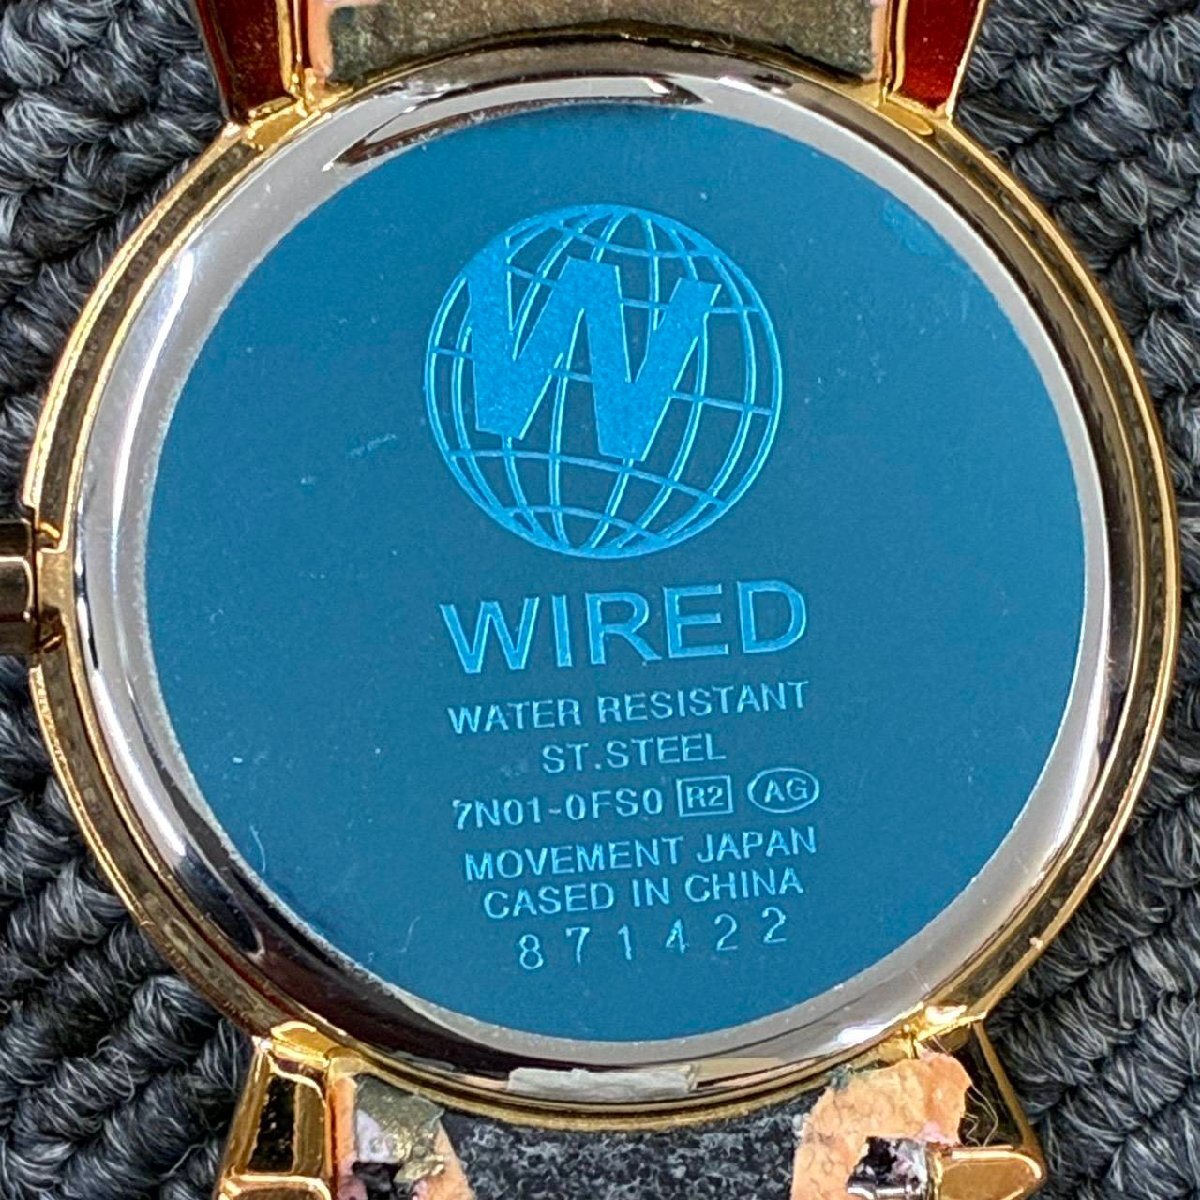 W
WIRED
WATER RESISTANT
ST.STEEL
7N01-0FS0 R2 AG
MOVEMENT JAPAN
CASED IN CHINA
871422